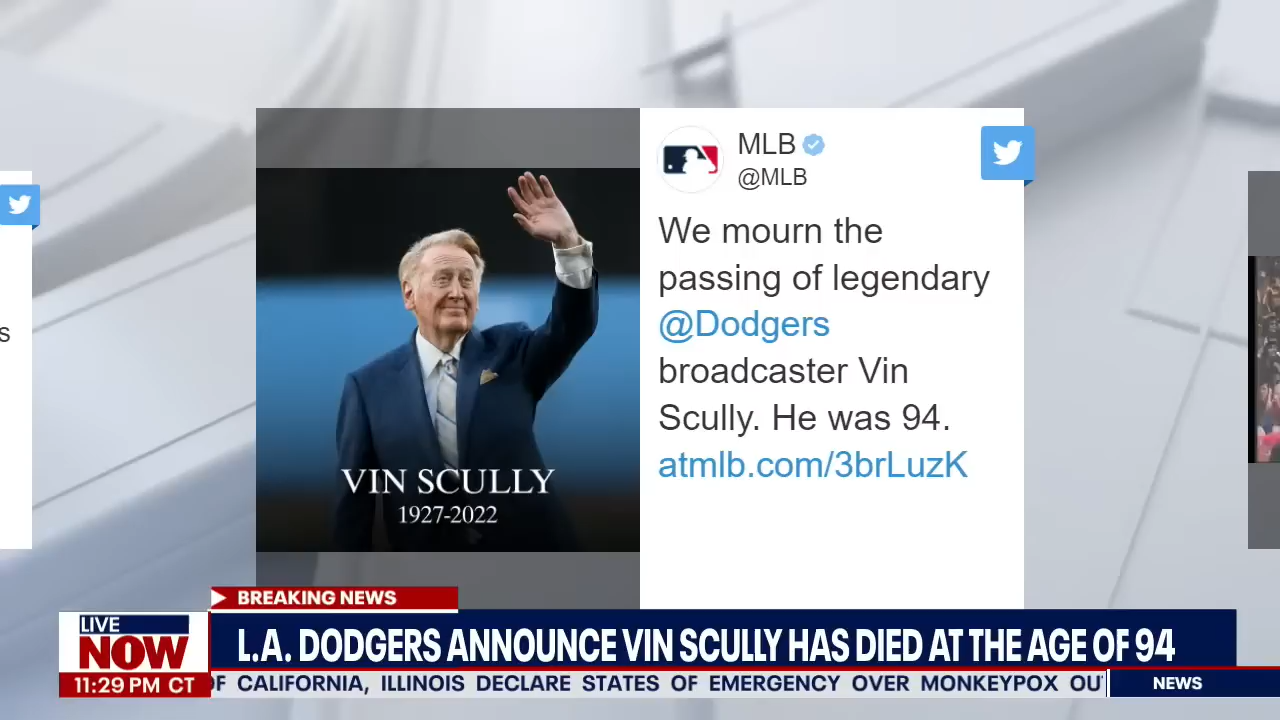 MLB
@MLB
We mourn the
passing of legendary
@Dodgers
broadcaster Vin
Scully. He was 94.
atmlb.com/3brLuzK
VIN SCULLY
1927-2022
s
BREAKING NEWS
LIVE
NOW
L.A. DODGERS ANNOUNCE VIN SCULLY HAS DIED AT THE AGE OF 94
11:29 PM CT
OF CALIFORNIA, ILLINOIS DECLARE STATES OF EMERGENCY OVER MONKEYPOX OU
NEWS